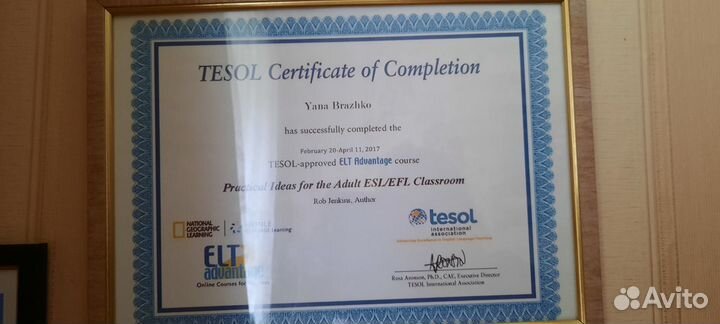 TESOL Certificate of Completion
Yana Brazhko
has successfully completed the
February 20-April 11, 2017
TESOL-approved ELT Advantage course
Practical Ideas for the Adult ESL/EFL Classroom
Rob Jenkins, Author
NATIONAL GEOGRAPHIC LEARNING
Learning
tesol
international association
ELT
advantage
Online Courses for
Rosa Aronson, Ph.D., CAE, Executive Director
TESOL International Association
Avito